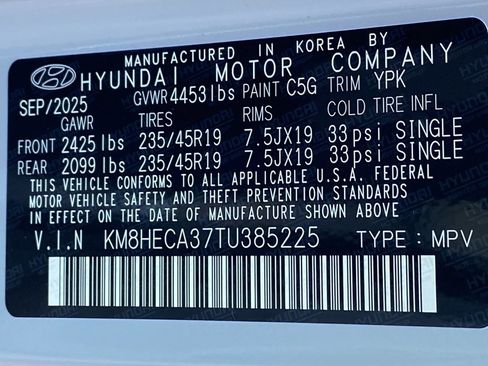 MANUFACTURED IN KOREA BY
HYUNDAI MOTOR COMPANY
SEP/2025 GVWR 4453lbs PAINT C5G TRIM YPK
GAWR TIRES RIMS COLD TIRE INFL
FRONT 2425lbs 235/45R19 7.5JX19 33psi SINGLE
REAR 2099lbs 235/45R19 7.5JX19 33psi SINGLE
THIS VEHICLE CONFORMS TO ALL APPLICABLE U.S.A FEDERAL
MOTOR VEHICLE SAFETY AND THEFT PREVENTION STANDARDS
IN EFFECT ON THE DATE OF MANUFACTURE SHOWN ABOVE.
V.I.N KM8HECA37TU385225 TYPE : MPV